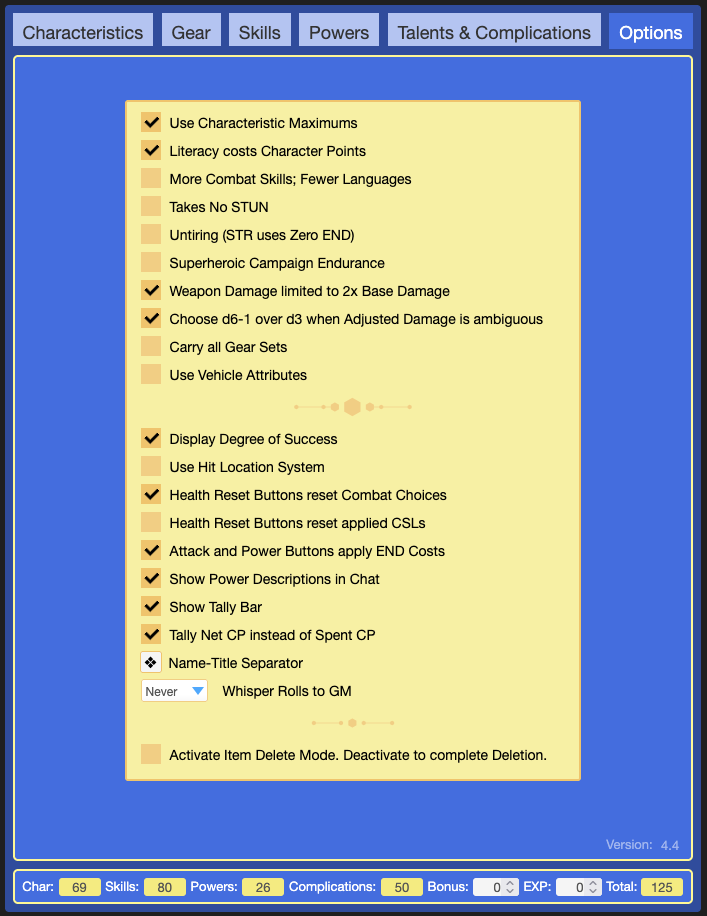 Characteristics Gear Skills Powers Talents & Complications Options
Use Characteristic Maximums
Literacy costs Character Points
More Combat Skills; Fewer Languages
Takes No STUN
Untiring (STR uses Zero END)
Superheroic Campaign Endurance
Weapon Damage limited to 2x Base Damage
Choose d6-1 over d3 when Adjusted Damage is ambiguous
Carry all Gear Sets
Use Vehicle Attributes
Display Degree of Success
Use Hit Location System
Health Reset Buttons reset Combat Choices
Health Reset Buttons reset applied CSLs
Attack and Power Buttons apply END Costs
Show Power Descriptions in Chat
Show Tally Bar
Tally Net CP instead of Spent CP
❖ Name-Title Separator
Never Whisper Rolls to GM
Activate Item Delete Mode. Deactivate to complete Deletion.
Version: 4.4
Char: 69 Skills: 80 Powers: 26 Complications: 50 Bonus: 0 EXP: 0 Total: 125